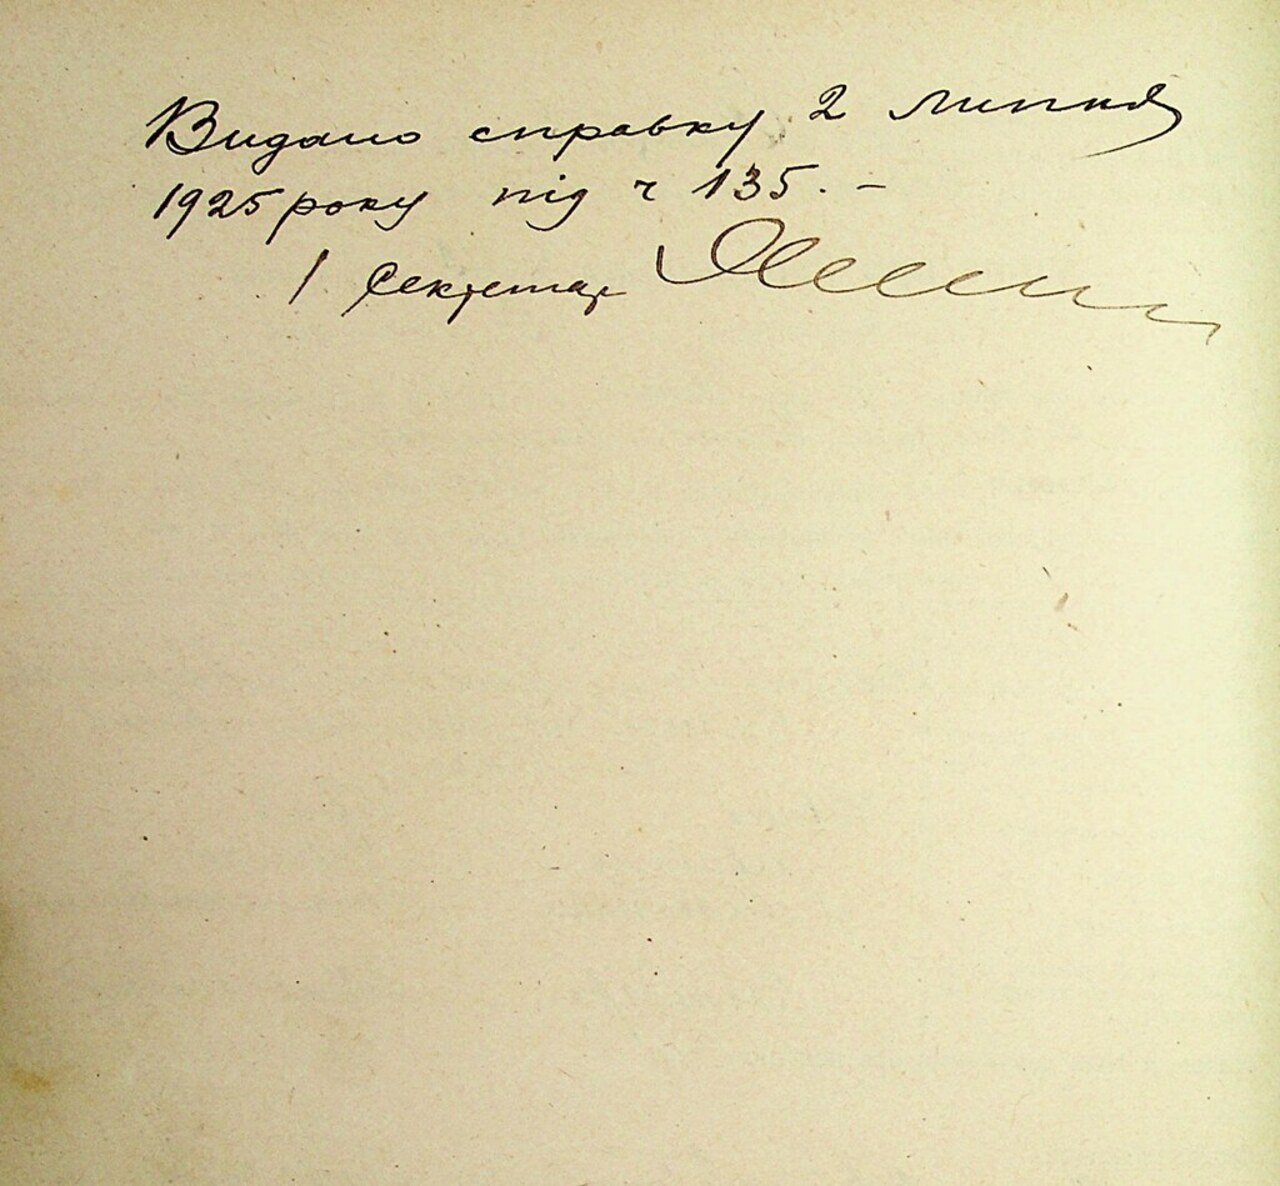 Видано справку 2 липня
1925 року під ч 135. –
/ Секретар